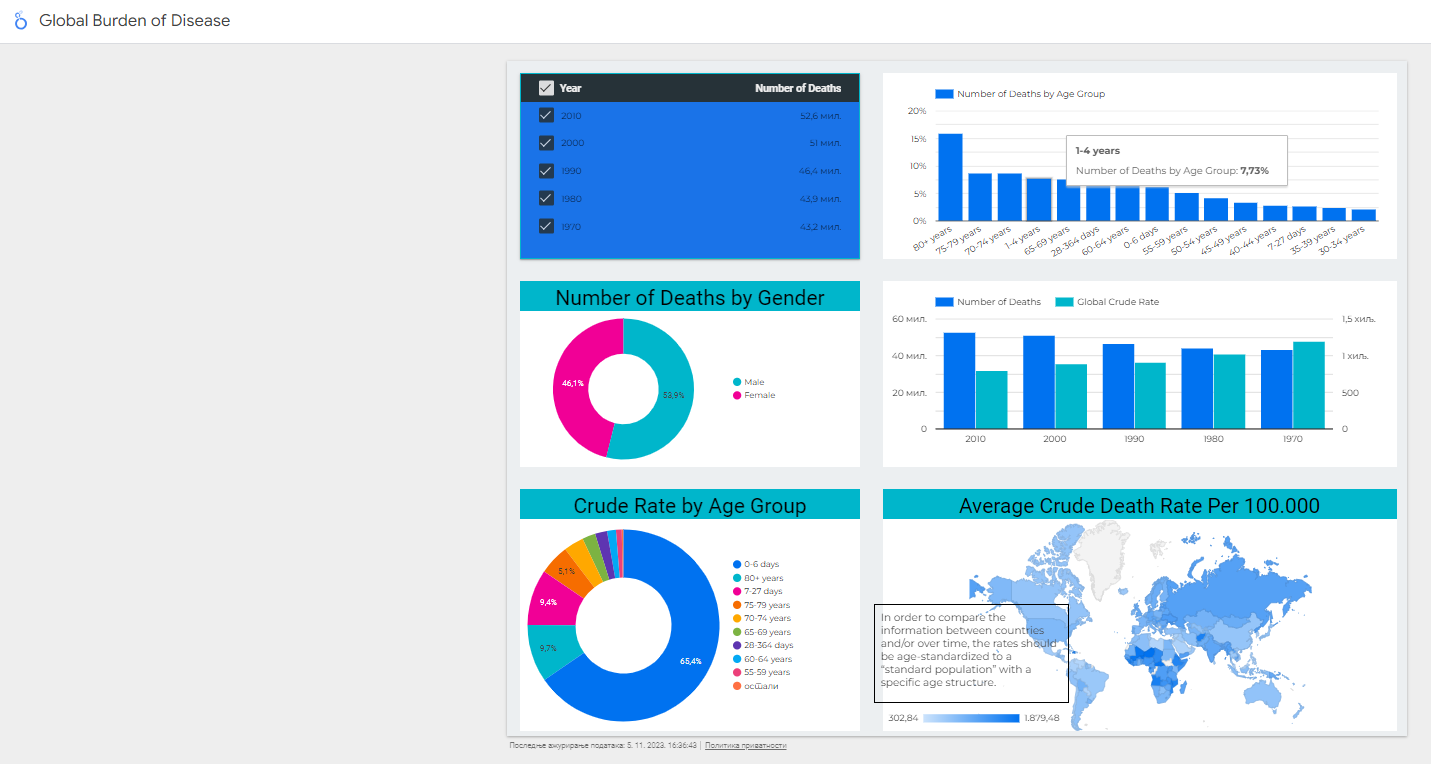 Global Burden of Disease
Year Number of Deaths
2010 52,6 мил.
2000 51 мил.
1990 46,4 мил.
1980 43,9 мил.
1970 43,2 мил.
Number of Deaths by Age Group
20%
15%
10%
5%
0%
1-4 years
Number of Deaths by Age Group: 7,73%
80+ years
75-79 years
70-74 years
1-4 years
65-69 years
28-364 days
60-64 years
0-6 days
55-59 years
50-54 years
45-49 years
40-44 years
7-27 days
35-39 years
30-34 years
Number of Deaths by Gender
46,1%
53,9%
Male
Female
Number of Deaths Global Crude Rate
60 мил. 1,5 хиљ.
40 мил. 1 хиљ.
20 мил. 500
0 0
2010 2000 1990 1980 1970
Crude Rate by Age Group
5,1%
9,4%
9,7%
65,4%
0-6 days
80+ years
7-27 days
75-79 years
70-74 years
65-69 years
28-364 days
60-64 years
55-59 years
остали
Average Crude Death Rate Per 100.000
In order to compare the
information between countries
and/or over time, the rates should
be age-standardized to a
“standard population” with a
specific age structure.
302,84 1.879,48
Последње ажурирање података: 5. 11. 2023. 16:36:43 | Политика приватности